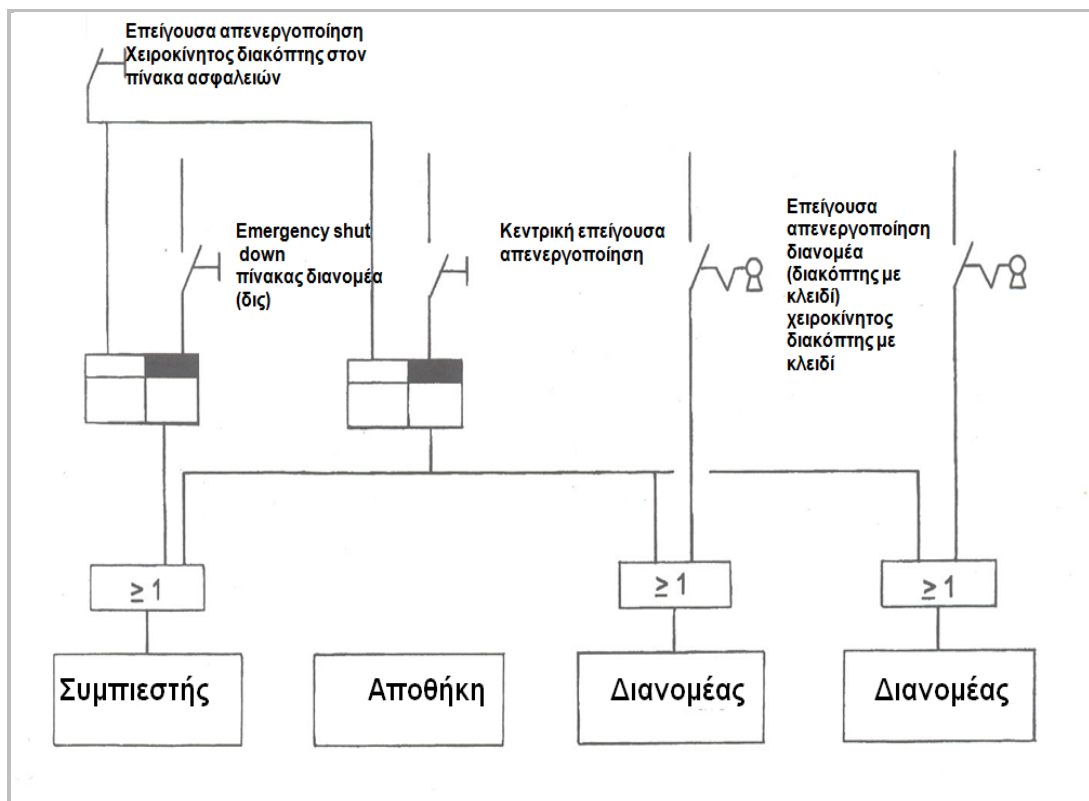 Επείγουσα απενεργοποίηση
Χειροκίνητος διακόπτης στον
πίνακα ασφαλειών
Emergency shut
down
πίνακας διανομέα
(δις)
Κεντρική επείγουσα
απενεργοποίηση
Επείγουσα
απενεργοποίηση
διανομέα
(διακόπτης με
κλειδί)
χειροκίνητος
διακόπτης με
κλειδί
≥ 1
≥ 1
≥ 1
Συμπιεστής
Αποθήκη
Διανομέας
Διανομέας